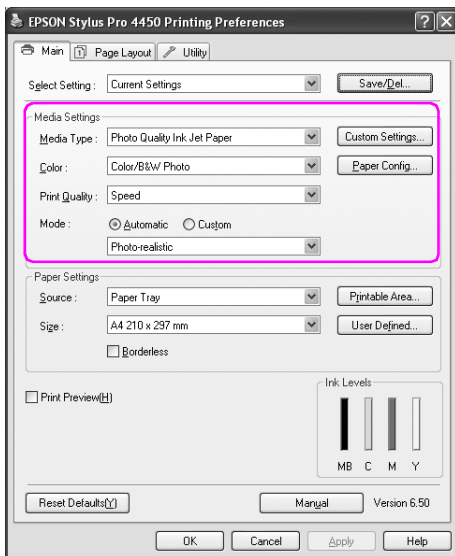 EPSON Stylus Pro 4450 Printing Preferences
Main Page Layout Utility
Select Setting : Current Settings Save/Del...
Media Settings
Media Type : Photo Quality Ink Jet Paper Custom Settings...
Color : Color/B&W Photo Paper Config...
Print Quality : Speed
Mode : Automatic Custom
Photo-realistic
Paper Settings
Source : Paper Tray Printable Area...
Size : A4 210 x 297 mm User Defined...
Borderless
Print Preview(H)
Ink Levels
MB C M Y
Reset Defaults(Y) Manual Version 6.50
OK Cancel Apply Help